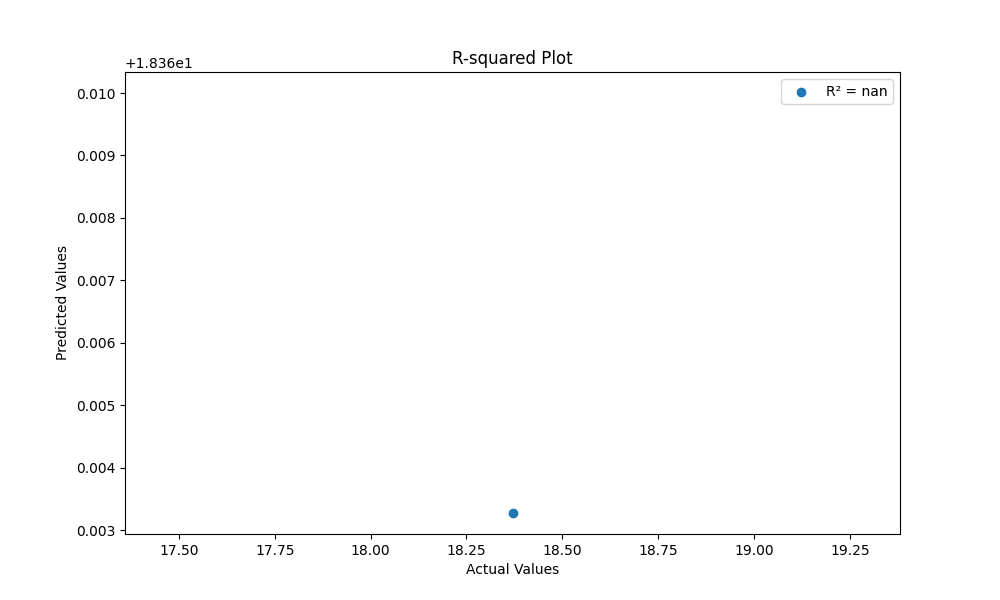 R-squared Plot
+1.836e1
R² = nan
0.010
0.009
0.008
0.007
0.006
0.005
0.004
0.003
Predicted Values
17.50 17.75 18.00 18.25 18.50 18.75 19.00 19.25
Actual Values